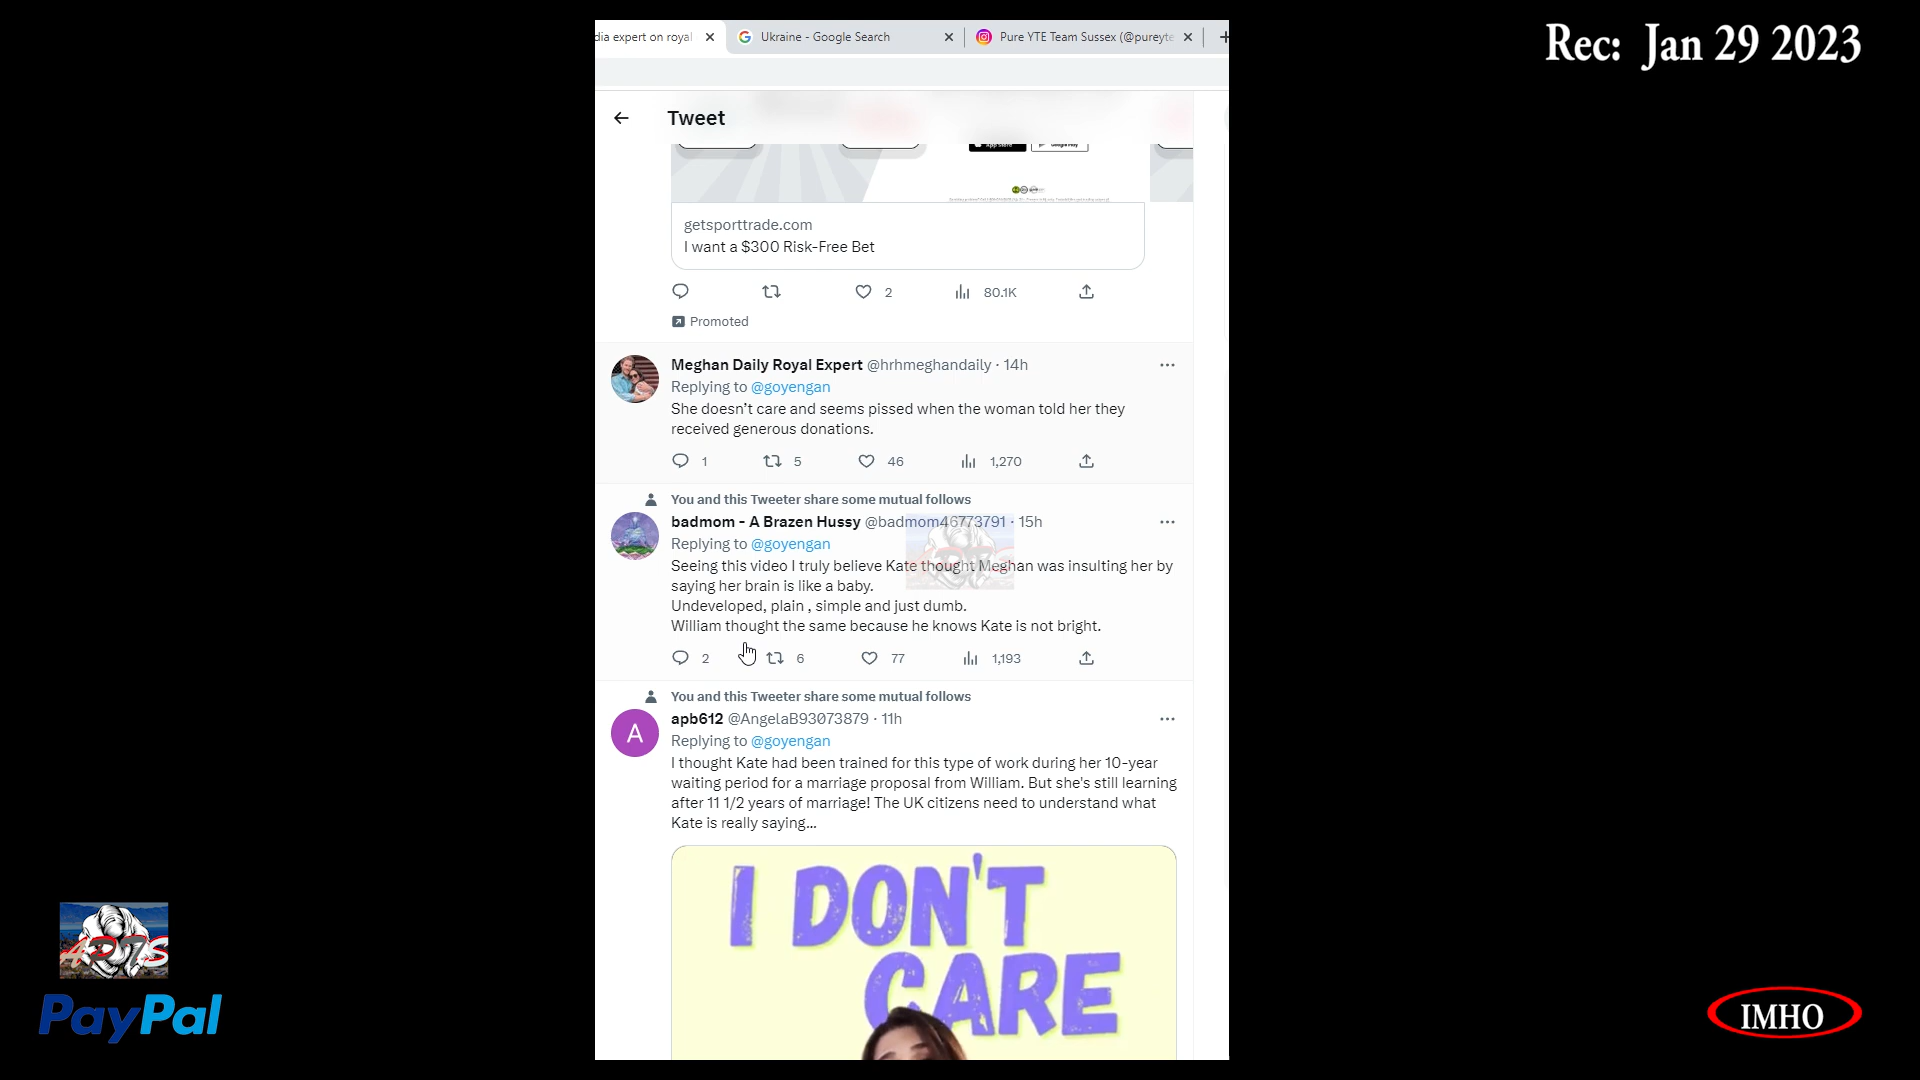 Rec: Jan 29 2023
dia expert on royal
Ukraine - Google Search
Pure YTE Team Sussex (@pureyte
Tweet
App Store
Google Play
getsporttrade.com
I want a $300 Risk-Free Bet
2
80.1K
Promoted
Meghan Daily Royal Expert @hrhmeghandaily · 14h
Replying to @goyengan
She doesn’t care and seems pissed when the woman told her they
received generous donations.
1
5
46
1,270
You and this Tweeter share some mutual follows
badmom - A Brazen Hussy @badmom46773791 · 15h
Replying to @goyengan
Seeing this video I truly believe Kate thought Meghan was insulting her by
saying her brain is like a baby.
Undeveloped, plain , simple and just dumb.
William thought the same because he knows Kate is not bright.
2
6
77
1,193
You and this Tweeter share some mutual follows
A
apb612 @AngelaB93073879 · 11h
Replying to @goyengan
I thought Kate had been trained for this type of work during her 10-year
waiting period for a marriage proposal from William. But she's still learning
after 11 1/2 years of marriage! The UK citizens need to understand what
Kate is really saying...
I DON'T
CARE
PayPal
IMHO